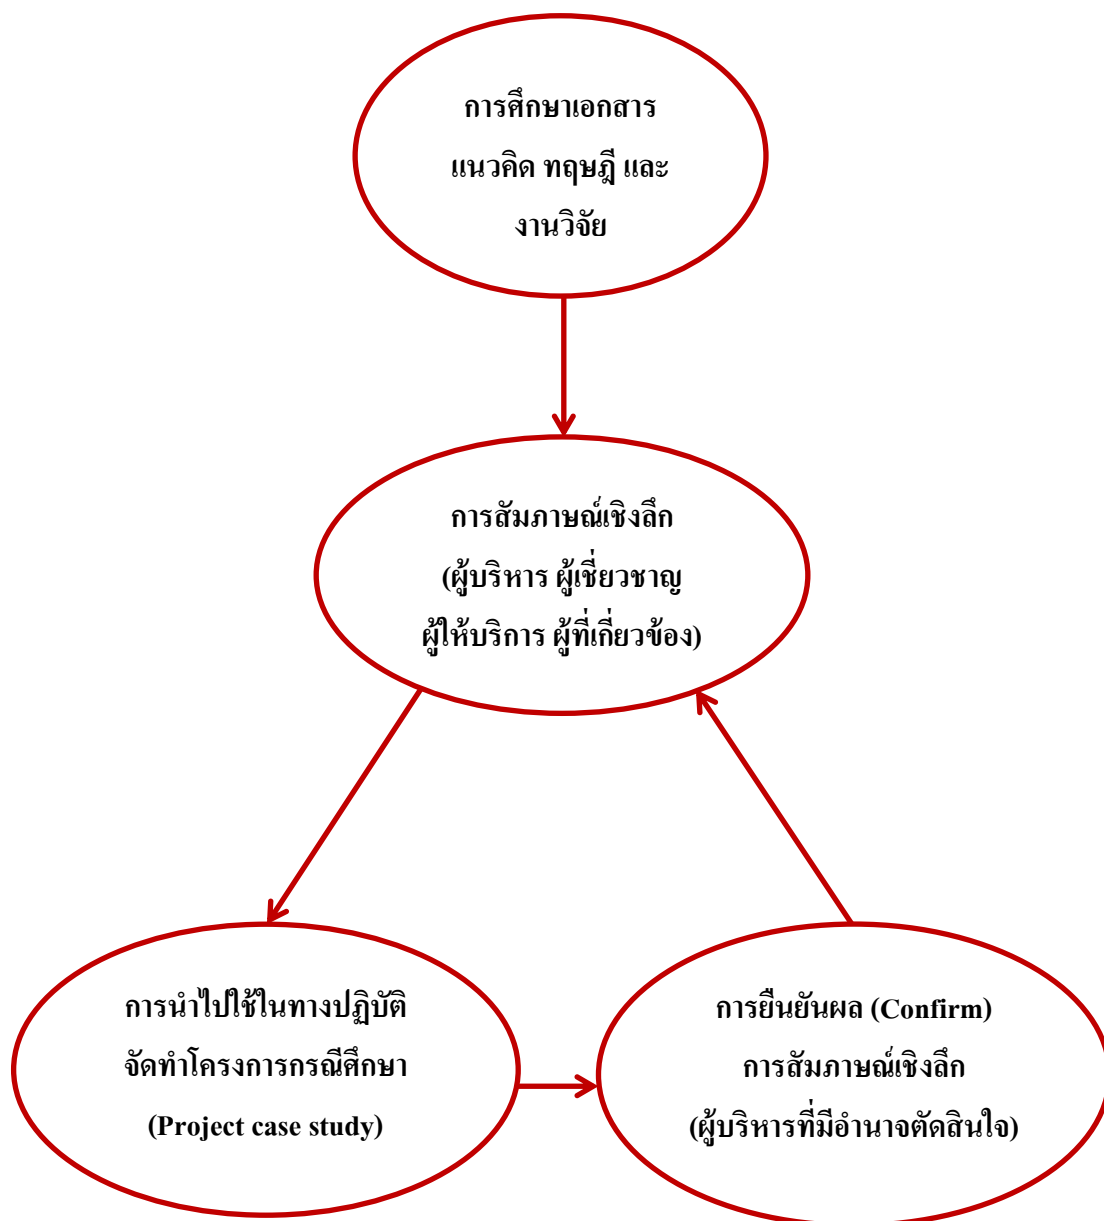 การศึกษาเอกสาร
แนวคิด ทฤษฎี และ
งานวิจัย
การสัมภาษณ์เชิงลึก
(ผู้บริหาร ผู้เชี่ยวชาญ
ผู้ให้บริการ ผู้ที่เกี่ยวข้อง)
การนำไปใช้ในทางปฏิบัติ
จัดทำโครงการกรณีศึกษา
(Project case study)
การยืนยันผล (Confirm)
การสัมภาษณ์เชิงลึก
(ผู้บริหารที่มีอำนาจตัดสินใจ)